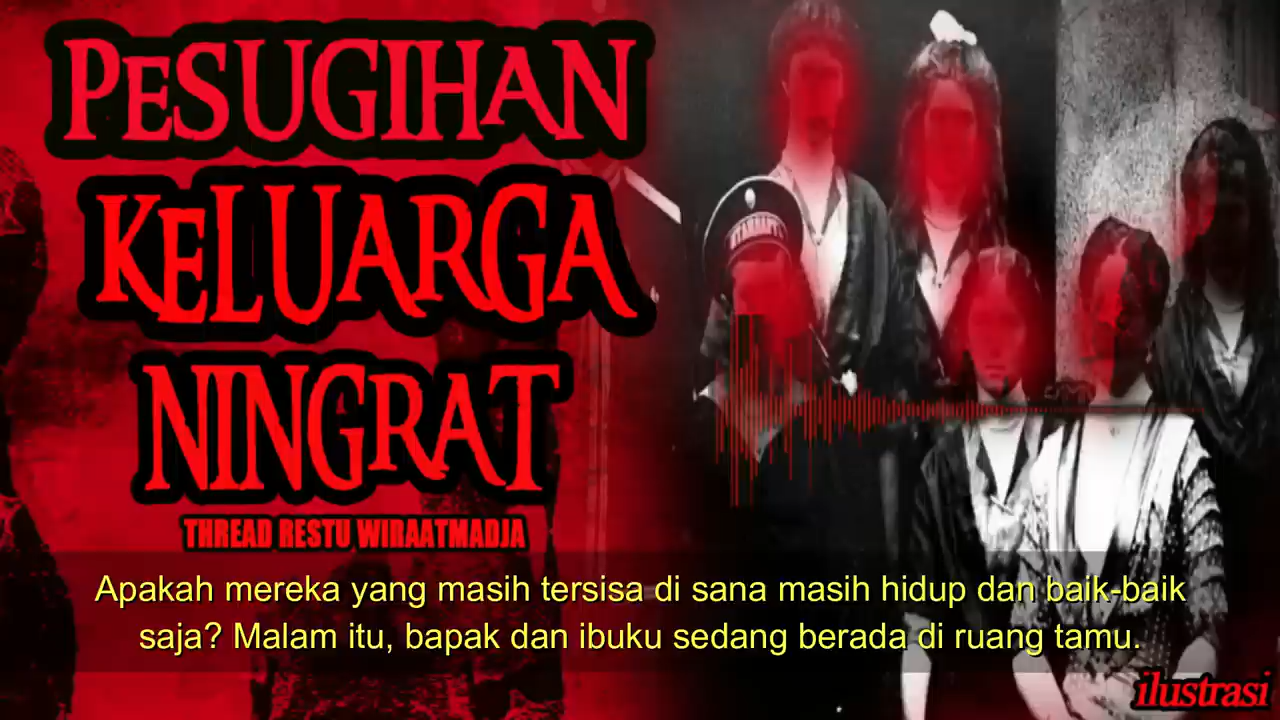 PESUGIHAN
KELUARGA
NINGRAT
THREAD RESTU WIRAATMADJA
Apakah mereka yang masih tersisa di sana masih hidup dan baik-baik
saja? Malam itu, bapak dan ibuku sedang berada di ruang tamu.
ilustrasi